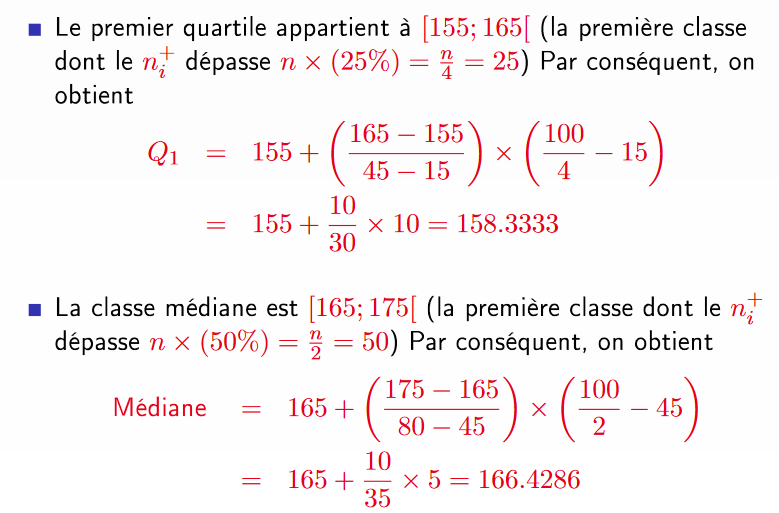 Le premier quartile appartient à [155; 165[ (la première classe
dont le n_i^+ dépasse n × (25%) = n/4 = 25) Par conséquent, on
obtient
Q_1 = 155 + ((165 − 155)/(45 − 15)) × (100/4 − 15)
= 155 + 10/30 × 10 = 158.3333
La classe médiane est [165; 175[ (la première classe dont le n_i^+
dépasse n × (50%) = n/2 = 50) Par conséquent, on obtient
Médiane = 165 + ((175 − 165)/(80 − 45)) × (100/2 − 45)
= 165 + 10/35 × 5 = 166.4286